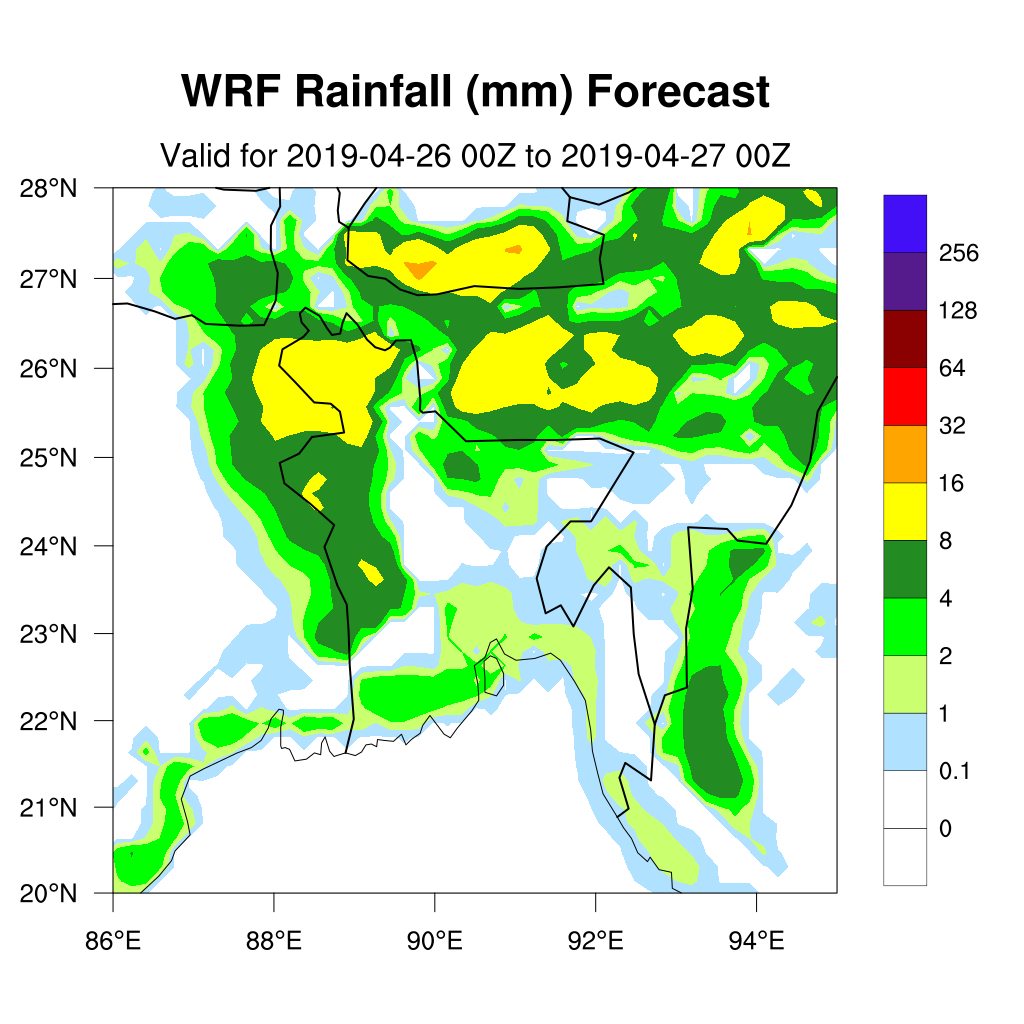 WRF Rainfall (mm) Forecast
Valid for 2019-04-26 00Z to 2019-04-27 00Z
28°N
27°N
26°N
25°N
24°N
23°N
22°N
21°N
20°N
86°E 88°E 90°E 92°E 94°E
256
128
64
32
16
8
4
2
1
0.1
0